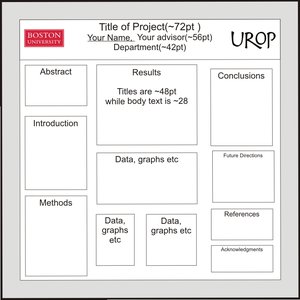 BOSTON
UNIVERSITY
Title of Project(~72pt )
Your Name, Your advisor(~56pt)
Department(~42pt)
UROP
Abstract
Introduction
Methods
Results
Titles are ~48pt
while body text is ~28
Data, graphs etc
Data,
graphs
etc
Data,
graphs etc
Conclusions
Future Directions
References
Acknowledgments